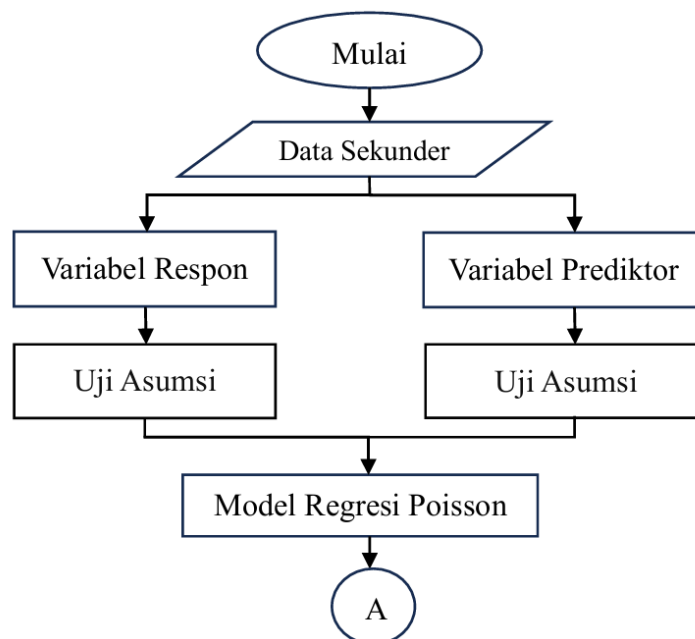 Mulai
Data Sekunder
Variabel Respon
Variabel Prediktor
Uji Asumsi
Uji Asumsi
Model Regresi Poisson
A